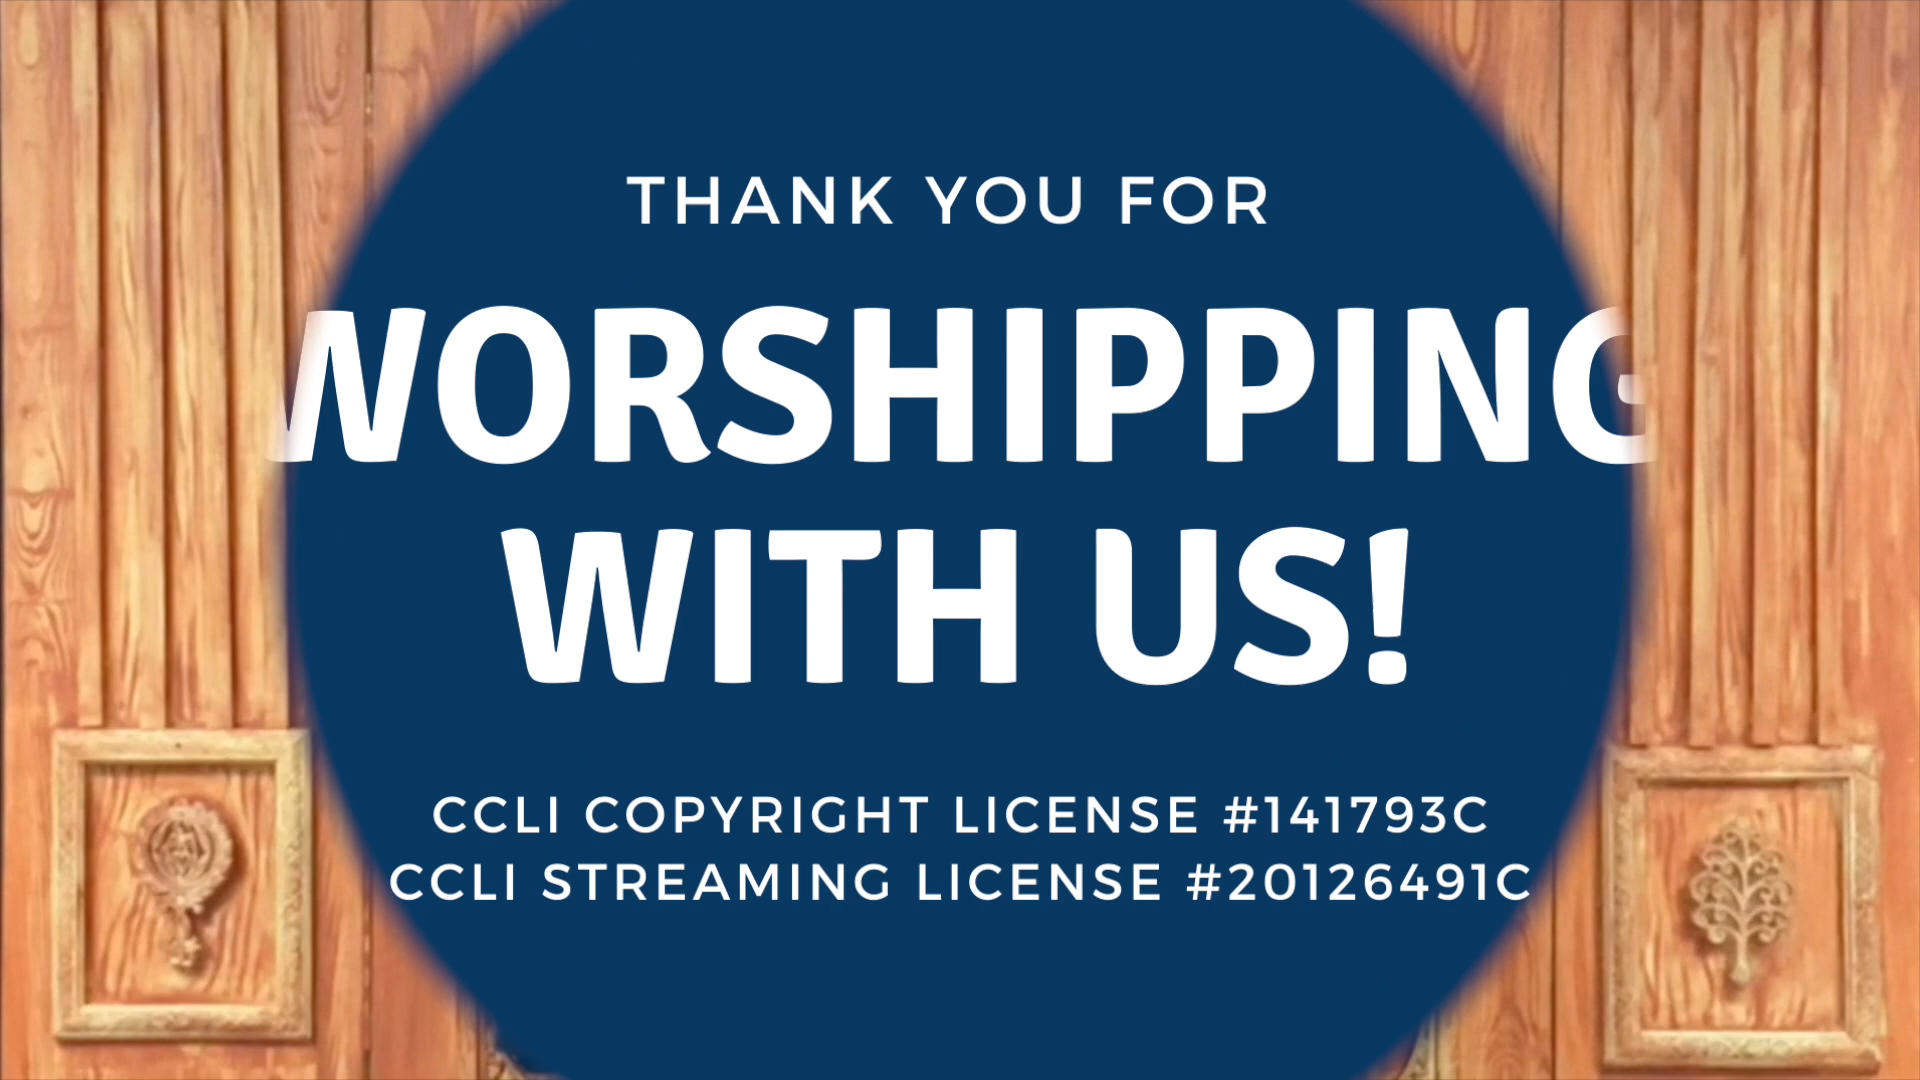 THANK YOU FOR
WORSHIPPING
WITH US!
CCLI COPYRIGHT LICENSE #141793C
CCLI STREAMING LICENSE #20126491C